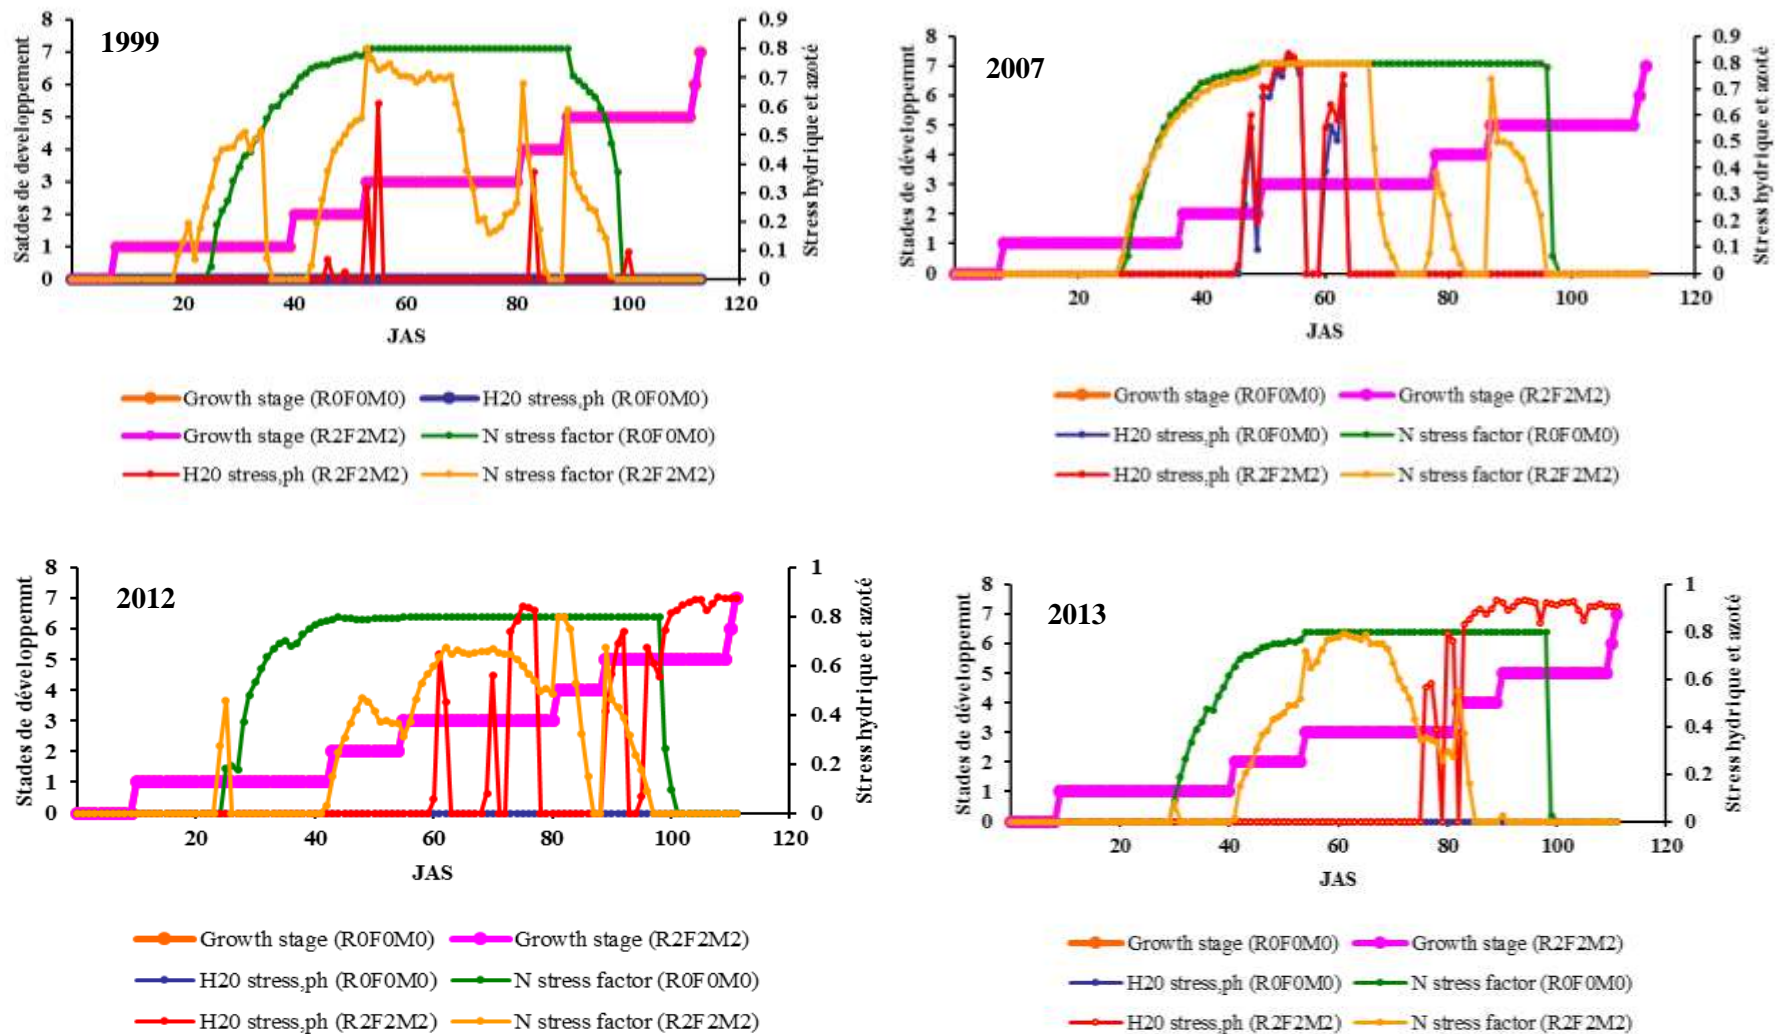 1999
Satdes de developpement
8
7
6
5
4
3
2
1
0
0.9
0.8
0.7
0.6
0.5
0.4
0.3
0.2
0.1
0
Stress hydrique et azoté
20 40 60 80 100 120
JAS
Growth stage (R0F0M0) H20 stress,ph (R0F0M0)
Growth stage (R2F2M2) N stress factor (R0F0M0)
H20 stress,ph (R2F2M2) N stress factor (R2F2M2)
2007
Stades de dévéloppemnt
8
7
6
5
4
3
2
1
0
0.9
0.8
0.7
0.6
0.5
0.4
0.3
0.2
0.1
0
Stress hydrique et azoté
20 40 60 80 100 120
JAS
Growth stage (R0F0M0) Growth stage (R2F2M2)
H20 stress,ph (R0F0M0) N stress factor (R0F0M0)
H20 stress,ph (R2F2M2) N stress factor (R2F2M2)
2012
Stades de dévéloppemnt
8
7
6
5
4
3
2
1
0
1
0.8
0.6
0.4
0.2
0
Stress hydrique et azoté
20 40 60 80 100 120
JAS
Growth stage (R0F0M0) Growth stage (R2F2M2)
H20 stress,ph (R0F0M0) N stress factor (R0F0M0)
H20 stress,ph (R2F2M2) N stress factor (R2F2M2)
2013
Stades de dévéloppemnt
8
7
6
5
4
3
2
1
0
1
0.8
0.6
0.4
0.2
0
Stress hydrique et azoté
20 40 60 80 100 120
JAS
Growth stage (R0F0M0) Growth stage (R2F2M2)
H20 stress,ph (R0F0M0) N stress factor (R0F0M0)
H20 stress,ph (R2F2M2) N stress factor (R2F2M2)